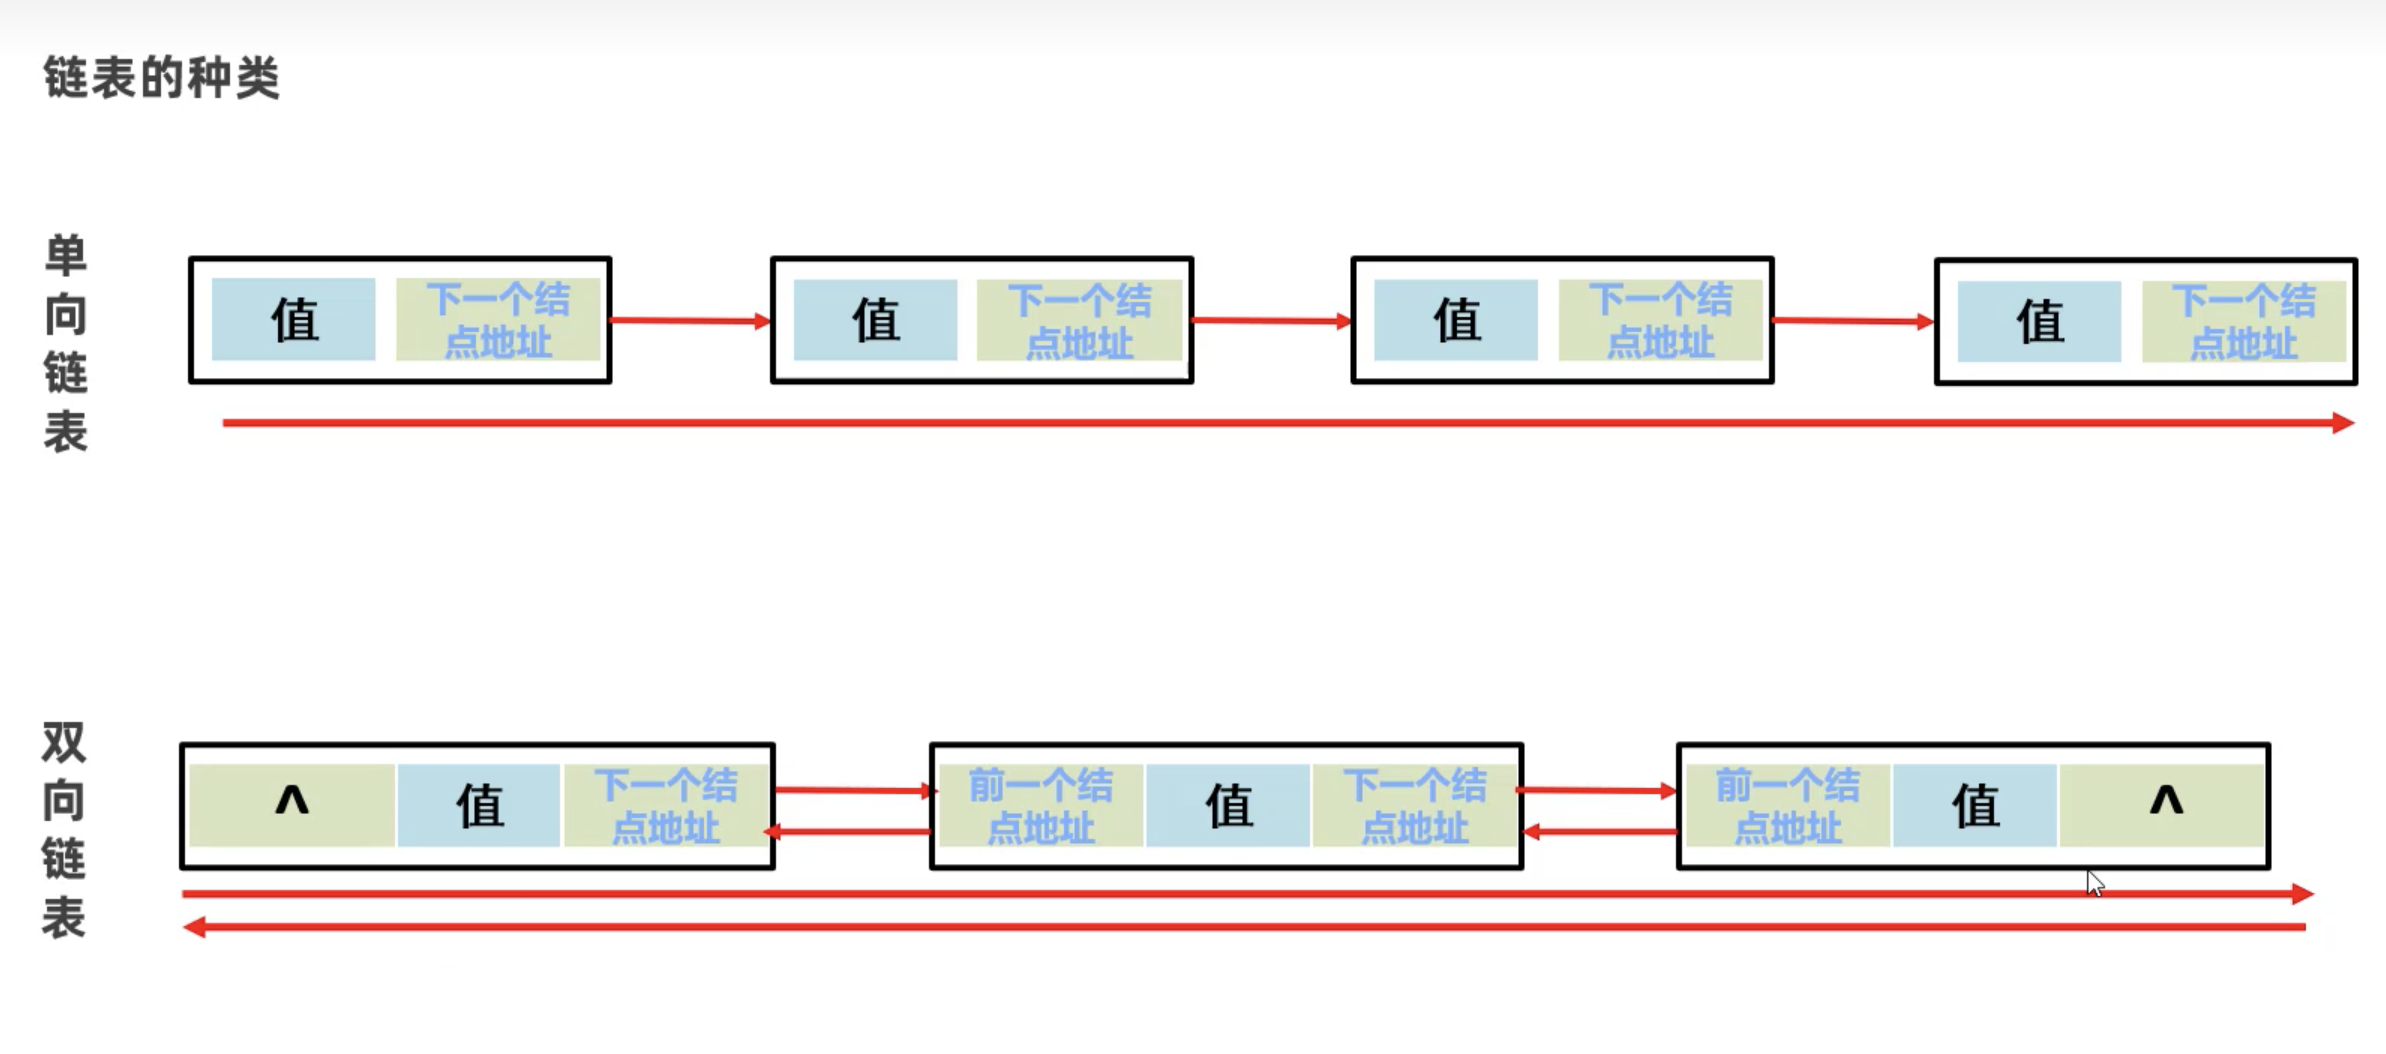 链表的种类
单向链表
值
下一个结
点地址
值
下一个结
点地址
值
下一个结
点地址
值
下一个结
点地址
双向链表
^
值
下一个结
点地址
前一个结
点地址
值
下一个结
点地址
前一个结
点地址
值
^